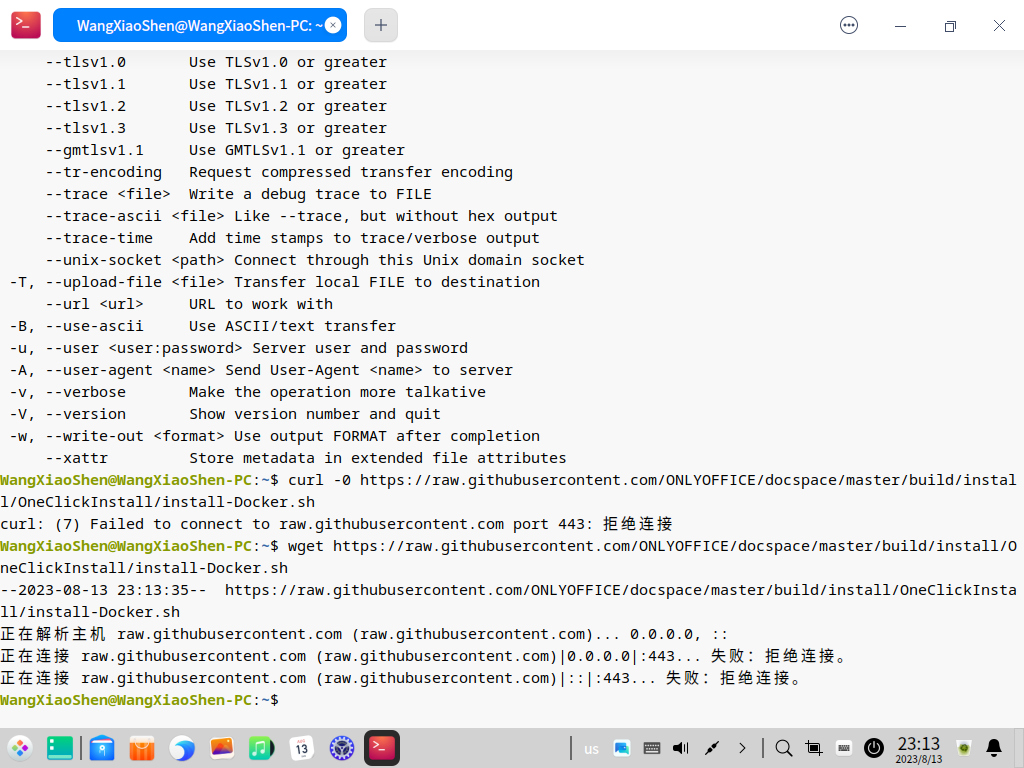 WangXiaoShen@WangXiaoShen-PC: ~
--tlsv1.0       Use TLSv1.0 or greater
--tlsv1.1       Use TLSv1.1 or greater
--tlsv1.2       Use TLSv1.2 or greater
--tlsv1.3       Use TLSv1.3 or greater
--gmtlsv1.1     Use GMTLSv1.1 or greater
--tr-encoding   Request compressed transfer encoding
--trace <file>  Write a debug trace to FILE
--trace-ascii <file> Like --trace, but without hex output
--trace-time    Add time stamps to trace/verbose output
--unix-socket <path> Connect through this Unix domain socket
-T, --upload-file <file> Transfer local FILE to destination
--url <url>     URL to work with
-B, --use-ascii     Use ASCII/text transfer
-u, --user <user:password> Server user and password
-A, --user-agent <name> Send User-Agent <name> to server
-v, --verbose       Make the operation more talkative
-V, --version       Show version number and quit
-w, --write-out <format> Use output FORMAT after completion
--xattr         Store metadata in extended file attributes
WangXiaoShen@WangXiaoShen-PC:~$ curl -0 https://raw.githubusercontent.com/ONLYOFFICE/docspace/master/build/instal
l/OneClickInstall/install-Docker.sh
curl: (7) Failed to connect to raw.githubusercontent.com port 443: 拒绝连接
WangXiaoShen@WangXiaoShen-PC:~$ wget https://raw.githubusercontent.com/ONLYOFFICE/docspace/master/build/install/O
neClickInstall/install-Docker.sh
--2023-08-13 23:13:35--  https://raw.githubusercontent.com/ONLYOFFICE/docspace/master/build/install/OneClickInsta
ll/install-Docker.sh
正在解析主机 raw.githubusercontent.com (raw.githubusercontent.com)... 0.0.0.0, ::
正在连接 raw.githubusercontent.com (raw.githubusercontent.com)|0.0.0.0|:443... 失败：拒绝连接。
正在连接 raw.githubusercontent.com (raw.githubusercontent.com)|::|:443... 失败：拒绝连接。
WangXiaoShen@WangXiaoShen-PC:~$
13
us
23:13
2023/8/13